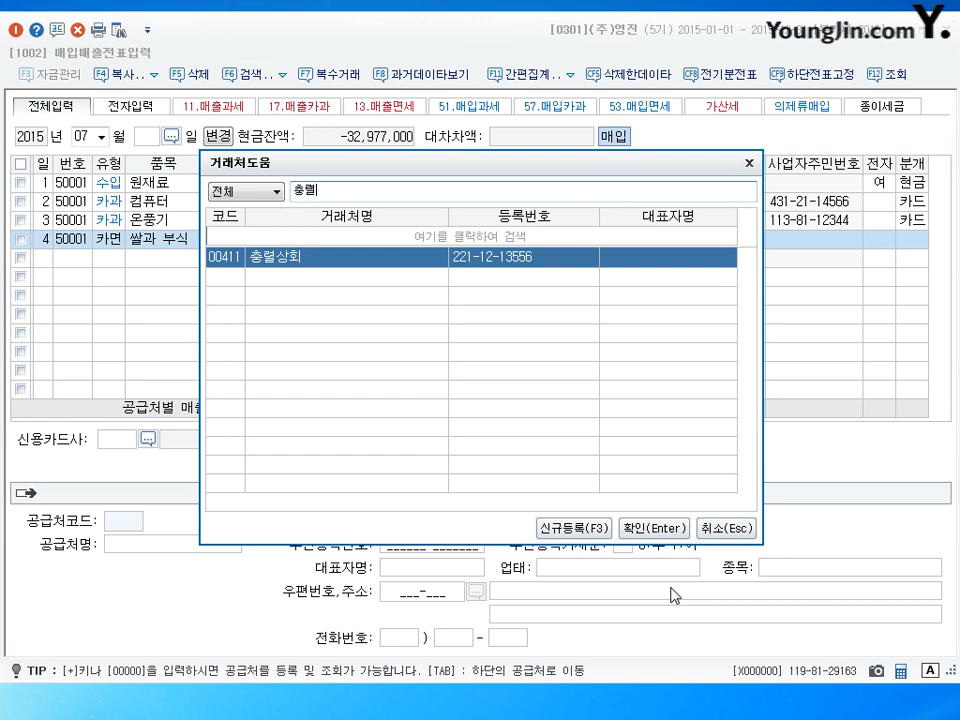 [0301](주)영진 (5기) 2015-01-01 ~
Younglin.com Y.
[1002] 매입매출전표입력
F3 자금관리 F4 복사.. F5 삭제 F6 검색.. F7 복수거래 F8 과거데이타보기 F11 간편집계.. CF5 삭제한데이타 CF8 전기분전표 CF9 하단전표고정 F12 조회
전체입력 전자입력 11.매출과세 17.매출카과 13.매출면세 51.매입과세 57.매입카과 53.매입면세 가산세 의제류매입 종이세금
2015 년 07 월 일 변경 현금잔액: -32,977,000 대차차액: 매입
일 번호 유형 품목 사업자주민번호 전자 분개
1 50001 수입 원재료 여 현금
2 50001 카과 컴퓨터 431-21-14566 카드
3 50001 카과 온풍기 113-81-12344 카드
4 50001 카면 쌀과 부식
공급처별 매출
신용카드사:
거래처도움 x
전체 충렬
코드 거래처명 등록번호 대표자명
여기를 클릭하여 검색
00411 충렬상회 221-12-13556
신규등록(F3) 확인(Enter) 취소(Esc)
공급처코드:
공급처명:
대표자명: 업태: 종목:
우편번호,주소: ___-___
전화번호: ) -
TIP : [+]키나 [00000]을 입력하시면 공급처를 등록 및 조회가 가능합니다. [TAB] : 하단의 공급처로 이동 [X000000] 119-81-29163 A